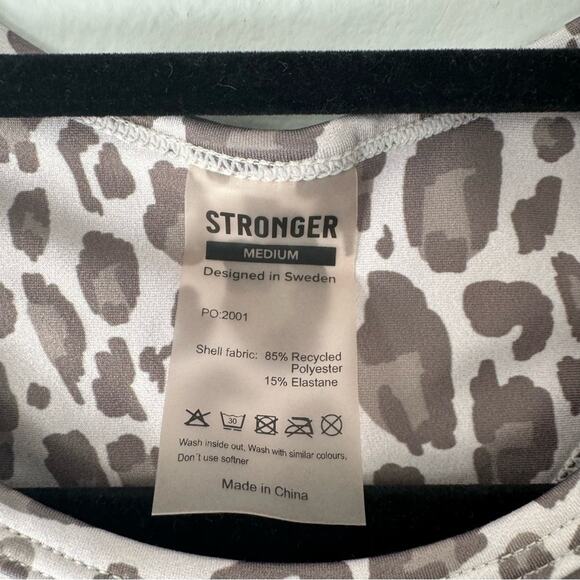 STRONGER
MEDIUM
Designed in Sweden
PO:2001
Shell fabric: 85% Recycled
Polyester
15% Elastane
30
Wash inside out, Wash with similar colours,
Don't use softner
Made in China